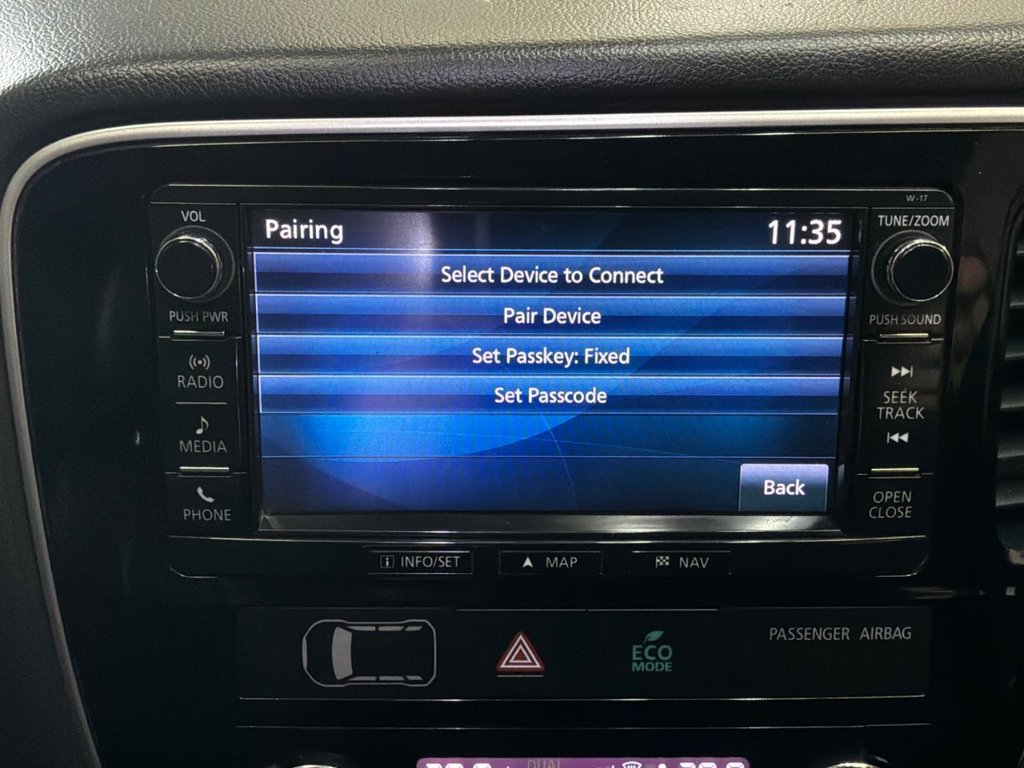 W-17
VOL
Pairing
11:35
TUNE/ZOOM
Select Device to Connect
PUSH PWR
Pair Device
PUSH SOUND
Set Passkey: Fixed
RADIO
Set Passcode
SEEK
TRACK
MEDIA
Back
PHONE
OPEN
CLOSE
i INFO/SET
MAP
NAV
PASSENGER AIRBAG
ECO
MODE
DUAL